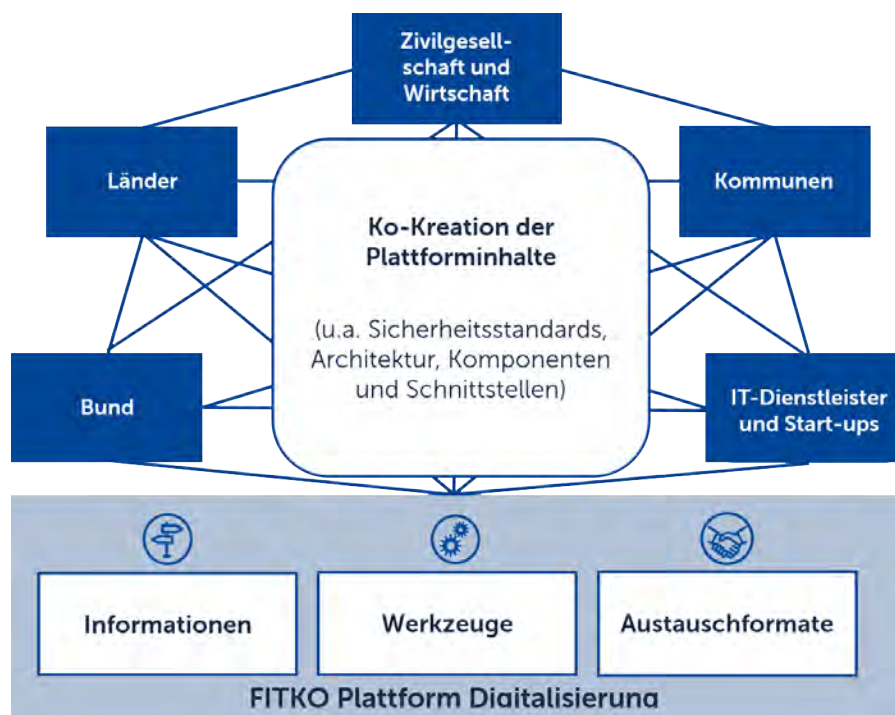 Zivilgesell-
schaft und
Wirtschaft
Länder
Kommunen
Ko-Kreation der
Plattforminhalte
(u.a. Sicherheitsstandards,
Architektur, Komponenten
und Schnittstellen)
Bund
IT-Dienstleister
und Start-ups
Informationen
Werkzeuge
Austauschformate
FITKO Plattform Digitalisierung